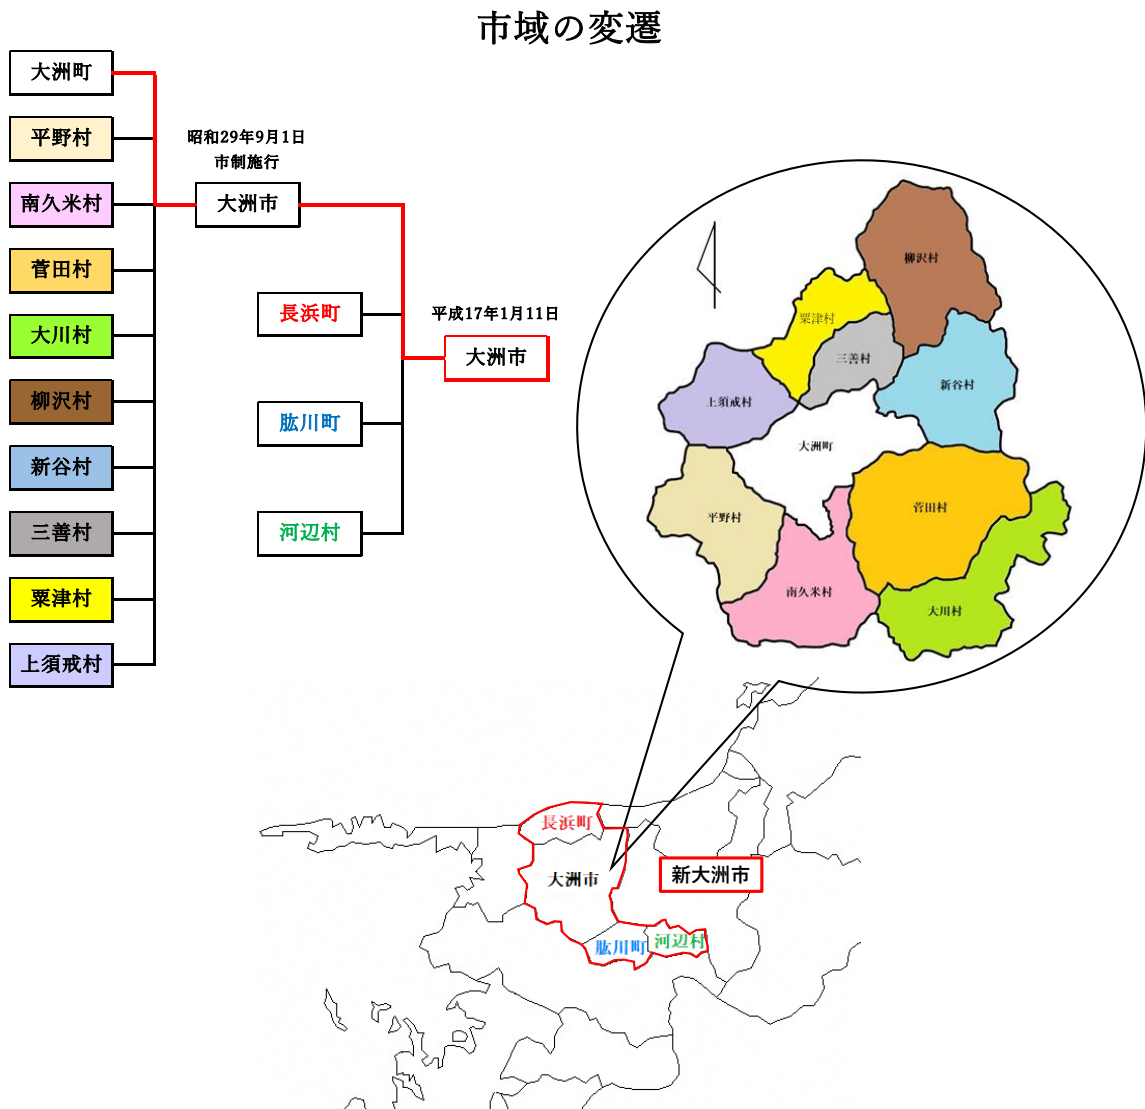 市域の変遷
大洲町
平野村
南久米村
菅田村
大川村
柳沢村
新谷村
三善村
粟津村
上須戒村
昭和29年9月1日
市制施行
大洲市
長浜町
肱川町
河辺村
平成17年1月11日
大洲市
柳沢村
粟津村
三善村
新谷村
上須戒村
大洲町
平野村
菅田村
南久米村
大川村
長浜町
大洲市
新大洲市
肱川町
河辺村